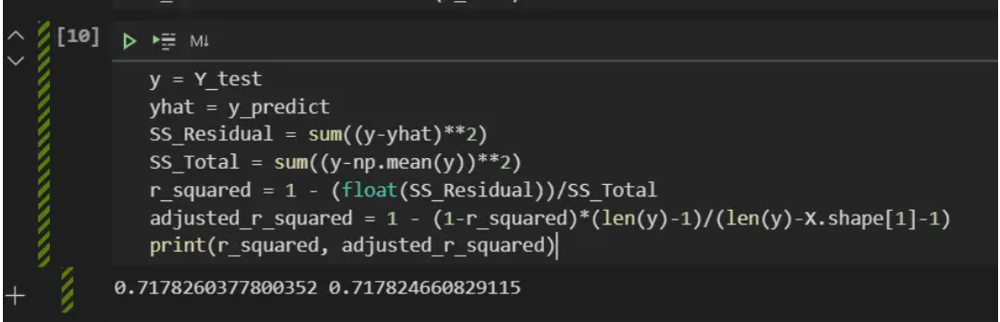 [10] M↓
y = Y_test
yhat = y_predict
SS_Residual = sum((y-yhat)**2)
SS_Total = sum((y-np.mean(y))**2)
r_squared = 1 - (float(SS_Residual))/SS_Total
adjusted_r_squared = 1 - (1-r_squared)*(len(y)-1)/(len(y)-X.shape[1]-1)
print(r_squared, adjusted_r_squared)
0.7178260377800352 0.717824660829115